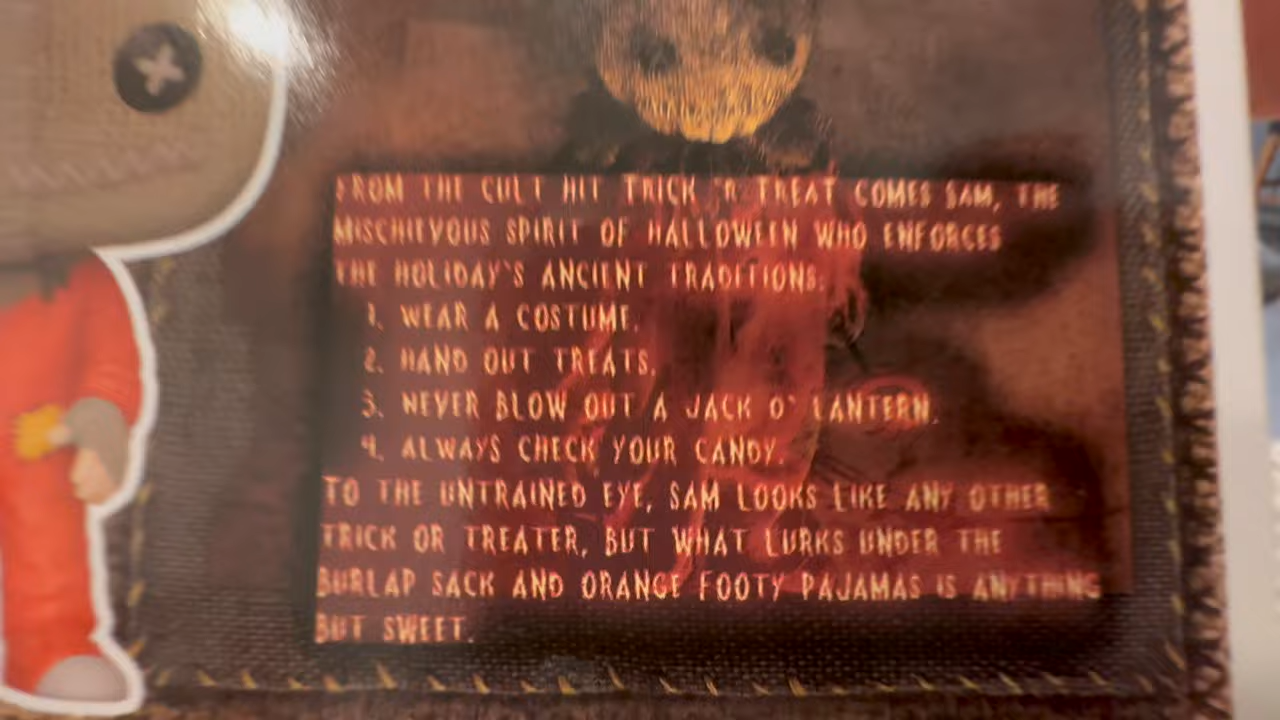 FROM THE CULT HIT TRICK 'R TREAT COMES SAM, THE
MISCHIEVOUS SPIRIT OF HALLOWEEN WHO ENFORCES
THE HOLIDAY'S ANCIENT TRADITIONS:
1. WEAR A COSTUME.
2. HAND OUT TREATS.
3. NEVER BLOW OUT A JACK O' LANTERN.
4. ALWAYS CHECK YOUR CANDY.
TO THE UNTRAINED EYE, SAM LOOKS LIKE ANY OTHER
TRICK OR TREATER, BUT WHAT LURKS UNDER THE
BURLAP SACK AND ORANGE FOOTY PAJAMAS IS ANYTHING
BUT SWEET.